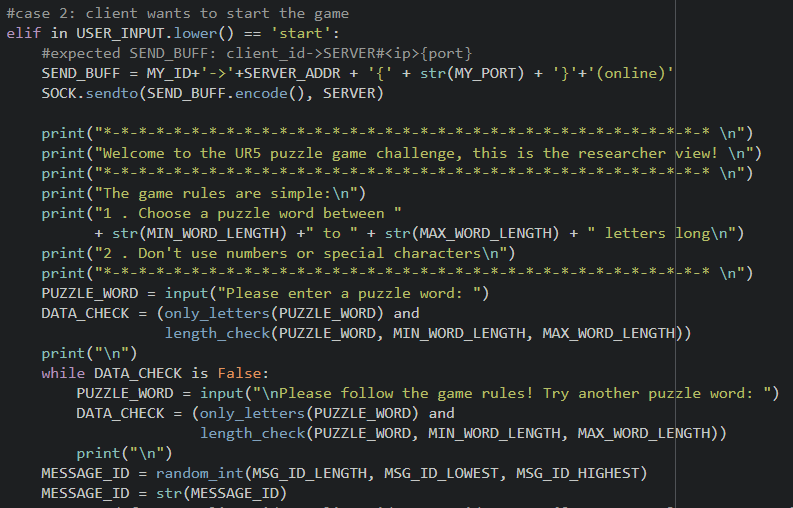 #case 2: client wants to start the game
elif in USER_INPUT.lower() == 'start':
    #expected SEND_BUFF: client_id->SERVER#<ip>{port}
    SEND_BUFF = MY_ID+'->'+SERVER_ADDR + '{' + str(MY_PORT) + '}'+'(online)'
    SOCK.sendto(SEND_BUFF.encode(), SERVER)
    print("*-*-*-*-*-*-*-*-*-*-*-*-*-*-*-*-*-*-*-*-*-*-*-*-*-*-*-*-*-*-*-*-*-*-* \n")
    print("Welcome to the UR5 puzzle game challenge, this is the researcher view! \n")
    print("*-*-*-*-*-*-*-*-*-*-*-*-*-*-*-*-*-*-*-*-*-*-*-*-*-*-*-*-*-*-*-*-*-*-* \n")
    print("The game rules are simple:\n")
    print("1 . Choose a puzzle word between "
          + str(MIN_WORD_LENGTH) +" to " + str(MAX_WORD_LENGTH) + " letters long\n")
    print("2 . Don't use numbers or special characters\n")
    print("*-*-*-*-*-*-*-*-*-*-*-*-*-*-*-*-*-*-*-*-*-*-*-*-*-*-*-*-*-*-*-*-*-*-* \n")
    PUZZLE_WORD = input("Please enter a puzzle word: ")
    DATA_CHECK = (only_letters(PUZZLE_WORD) and
                  length_check(PUZZLE_WORD, MIN_WORD_LENGTH, MAX_WORD_LENGTH))
    print("\n")
    while DATA_CHECK is False:
        PUZZLE_WORD = input("\nPlease follow the game rules! Try another puzzle word: ")
        DATA_CHECK = (only_letters(PUZZLE_WORD) and
                      length_check(PUZZLE_WORD, MIN_WORD_LENGTH, MAX_WORD_LENGTH))
        print("\n")
    MESSAGE_ID = random_int(MSG_ID_LENGTH, MSG_ID_LOWEST, MSG_ID_HIGHEST)
    MESSAGE_ID = str(MESSAGE_ID)